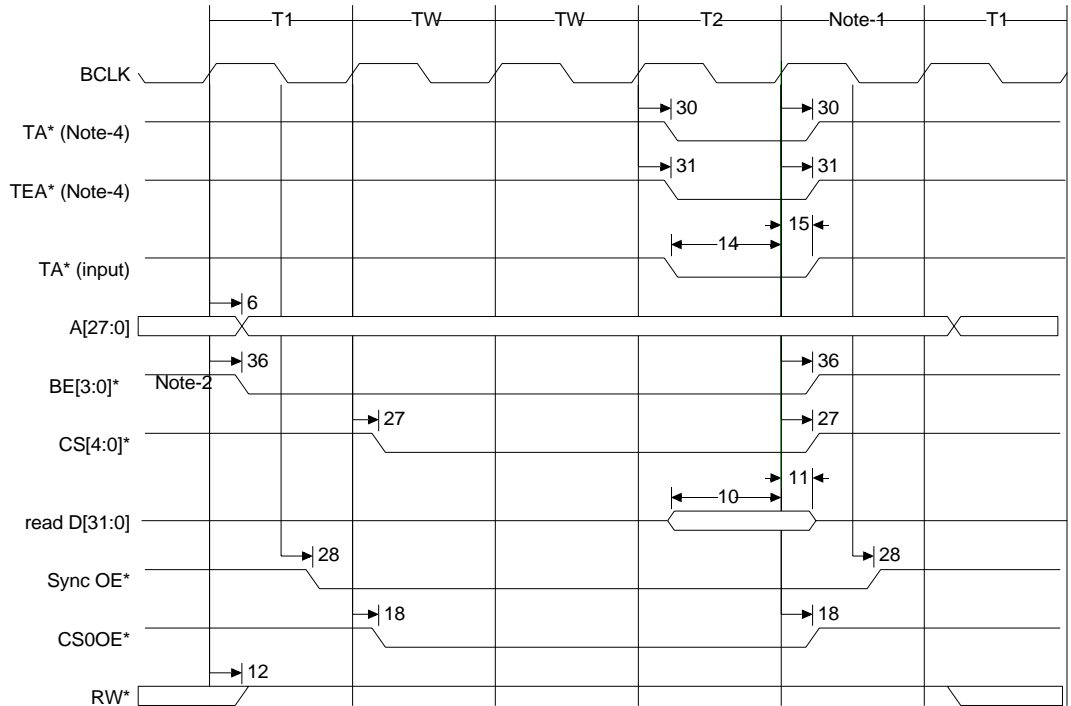 T1 TW TW T2 Note-1 T1
BCLK
30 30
TA* (Note-4)
31 31
TEA* (Note-4)
15
14
TA* (input)
6
A[27:0]
36 36
BE[3:0]* Note-2
27 27
CS[4:0]*
11
10
read D[31:0]
28 28
Sync OE*
18 18
CS0OE*
12
RW*